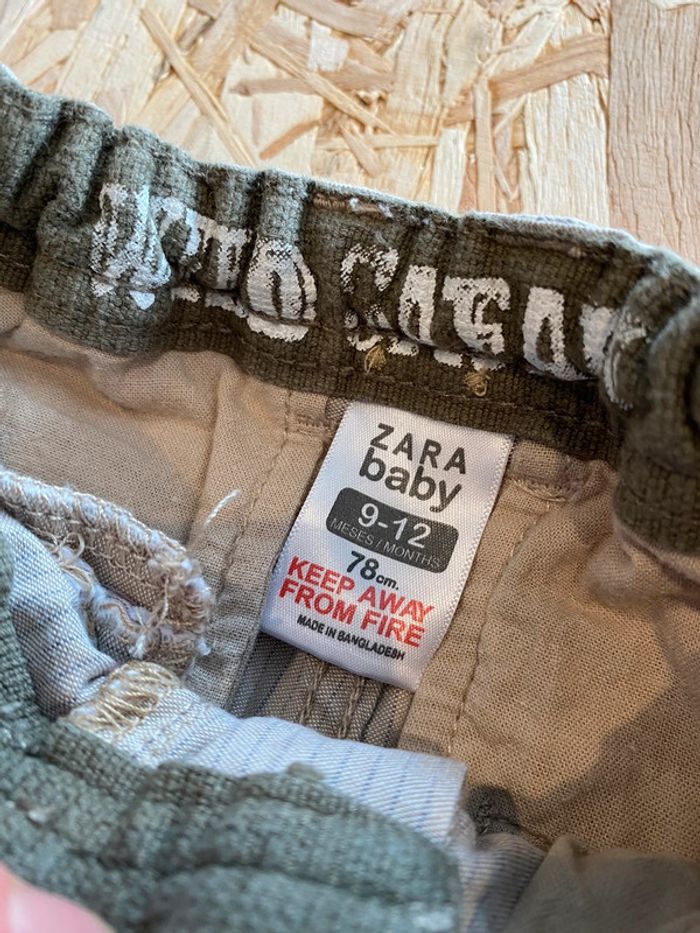 ZARA
baby
9-12
MESES / MONTHS
78cm.
KEEP AWAY
FROM FIRE
MADE IN BANGLADESH